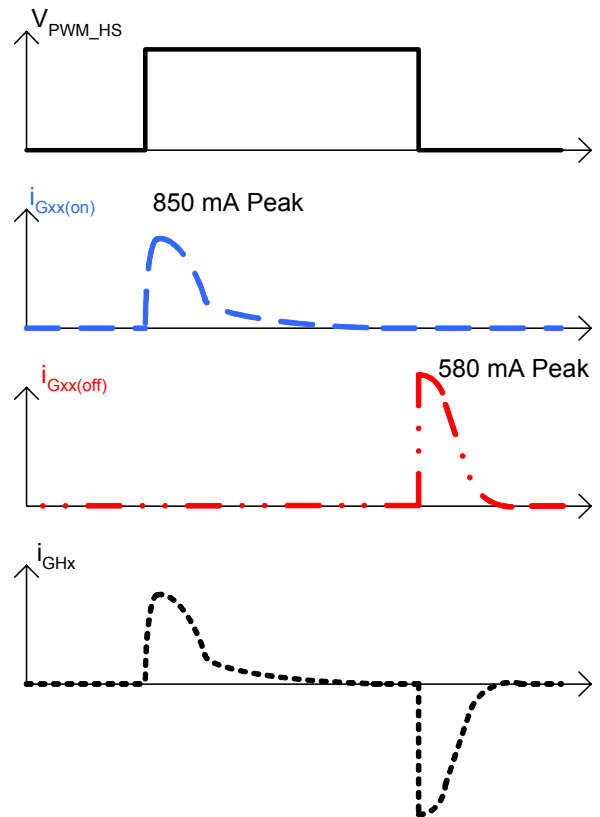 VPWM_HS
iGxx(on)
850 mA Peak
iGxx(off)
580 mA Peak
iGHx